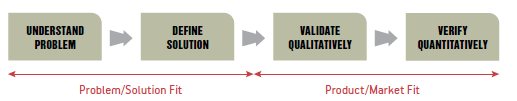 UNDERSTAND
PROBLEM
DEFINE
SOLUTION
VALIDATE
QUALITATIVELY
VERIFY
QUANTITATIVELY
Problem/Solution Fit
Product/Market Fit